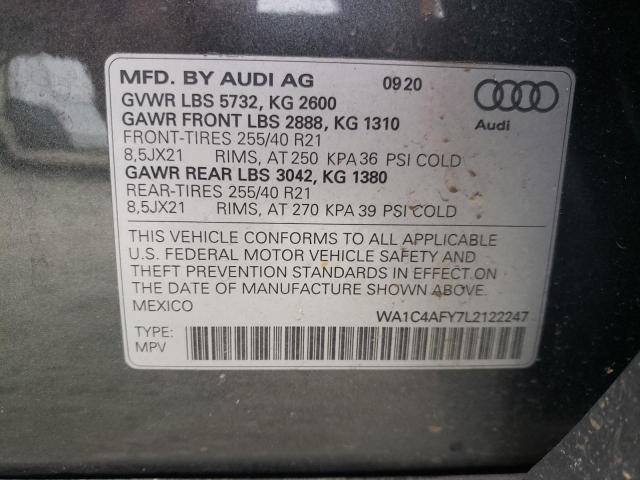 MFD. BY AUDI AG 09 20
GVWR LBS 5732, KG 2600
GAWR FRONT LBS 2888, KG 1310
Audi
FRONT-TIRES 255/40 R21
8,5JX21 RIMS, AT 250 KPA 36 PSI COLD
GAWR REAR LBS 3042, KG 1380
REAR-TIRES 255/40 R21
8,5JX21 RIMS, AT 270 KPA 39 PSI COLD
THIS VEHICLE CONFORMS TO ALL APPLICABLE
U.S. FEDERAL MOTOR VEHICLE SAFETY AND
THEFT PREVENTION STANDARDS IN EFFECT ON
THE DATE OF MANUFACTURE SHOWN ABOVE.
MEXICO WA1C4AFY7L2122247
TYPE:
MPV